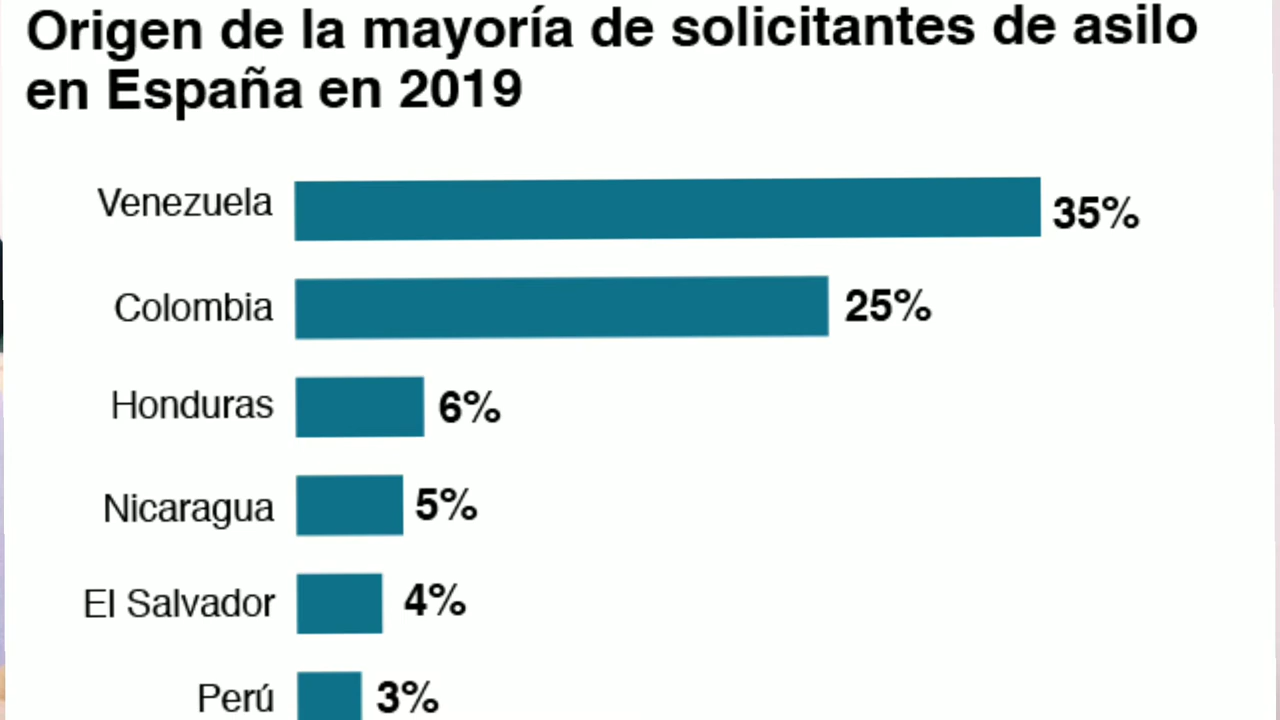 Origen de la mayoría de solicitantes de asilo
en España en 2019
Venezuela 35%
Colombia 25%
Honduras 6%
Nicaragua 5%
El Salvador 4%
Perú 3%